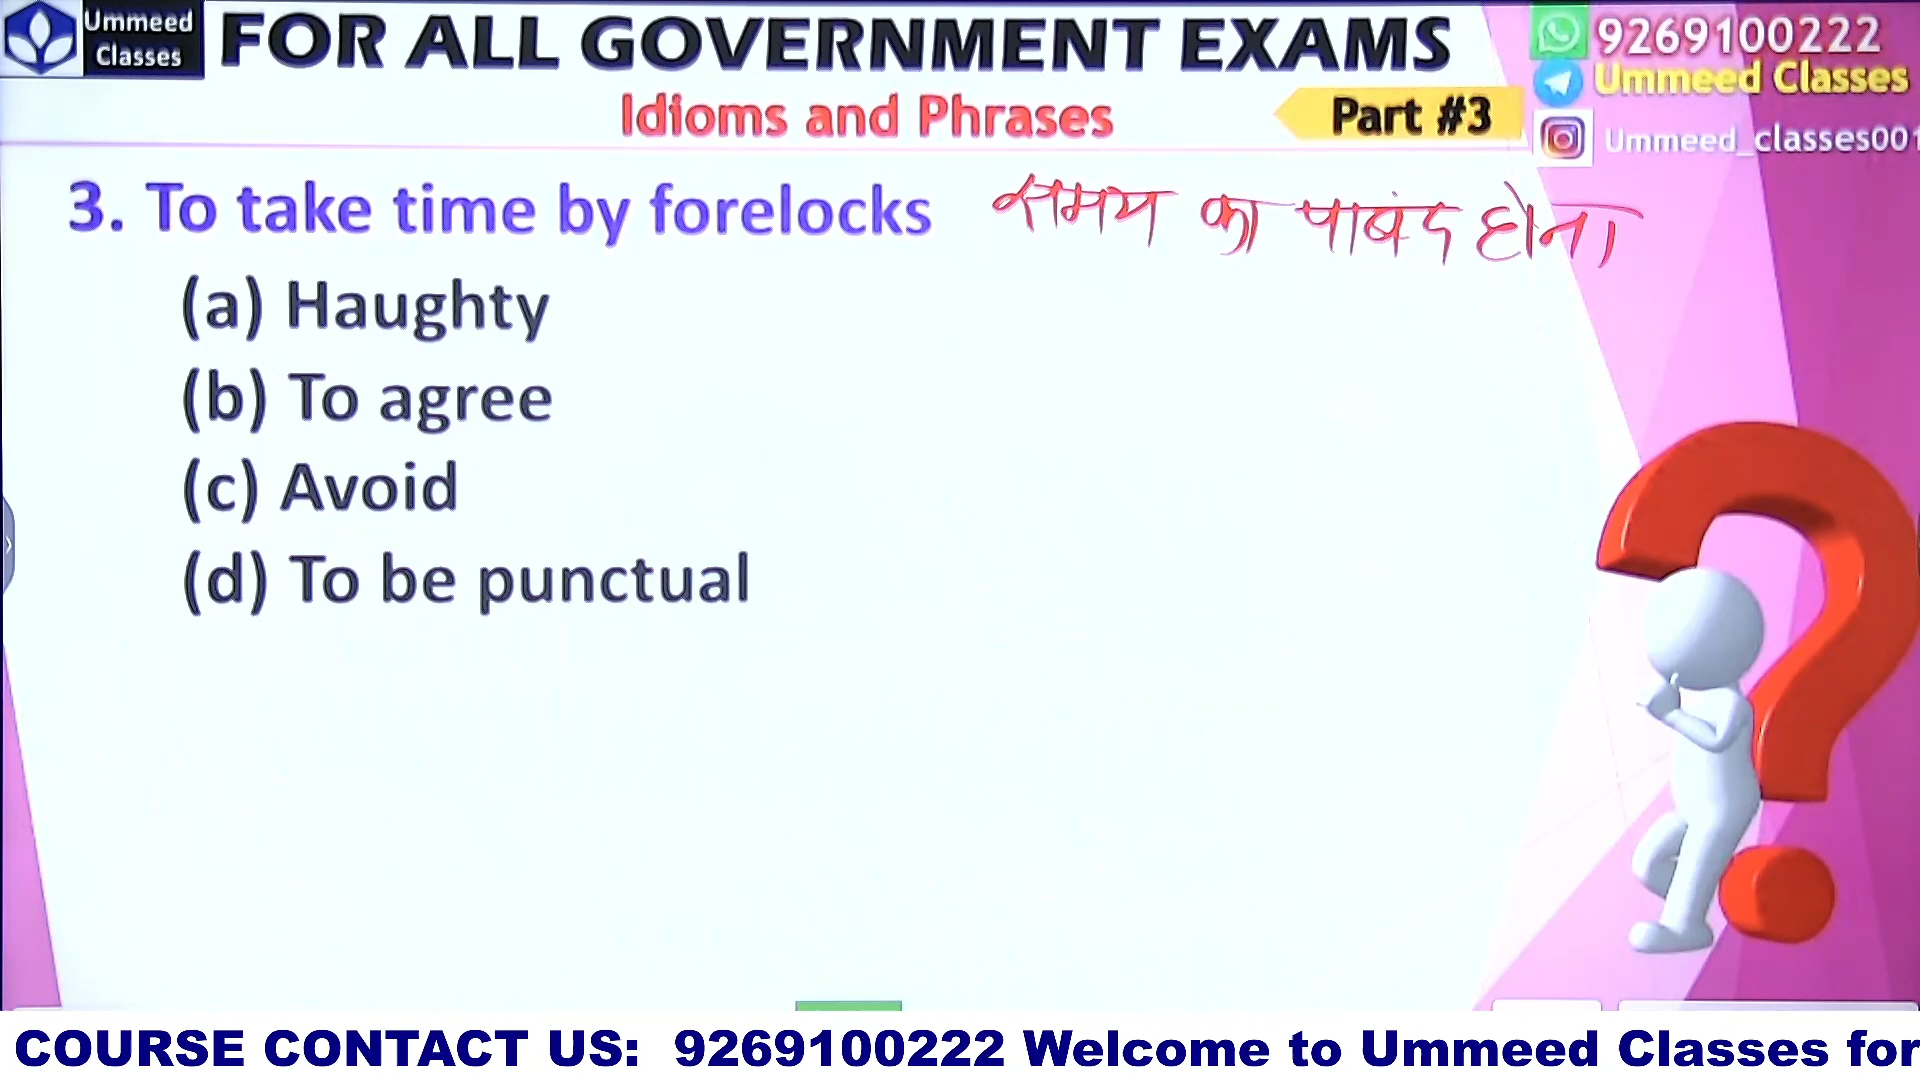 Ummeed
Classes
FOR ALL GOVERNMENT EXAMS
9269100222
Ummeed Classes
Idioms and Phrases
Part #3
Ummeed_classes001
3. To take time by forelocks समय का पाबंद होना
(a) Haughty
(b) To agree
(c) Avoid
(d) To be punctual
COURSE CONTACT US: 9269100222 Welcome to Ummeed Classes for